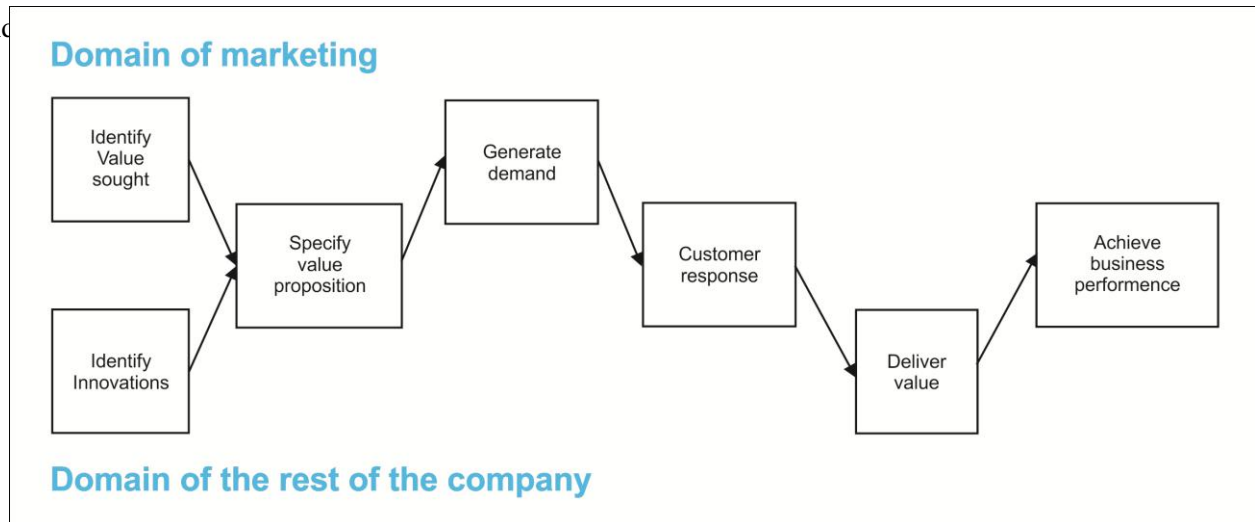 Domain of marketing
Identify
Value
sought
Generate
demand
Specify
value
proposition
Customer
response
Achieve
business
performence
Identify
Innovations
Deliver
value
Domain of the rest of the company